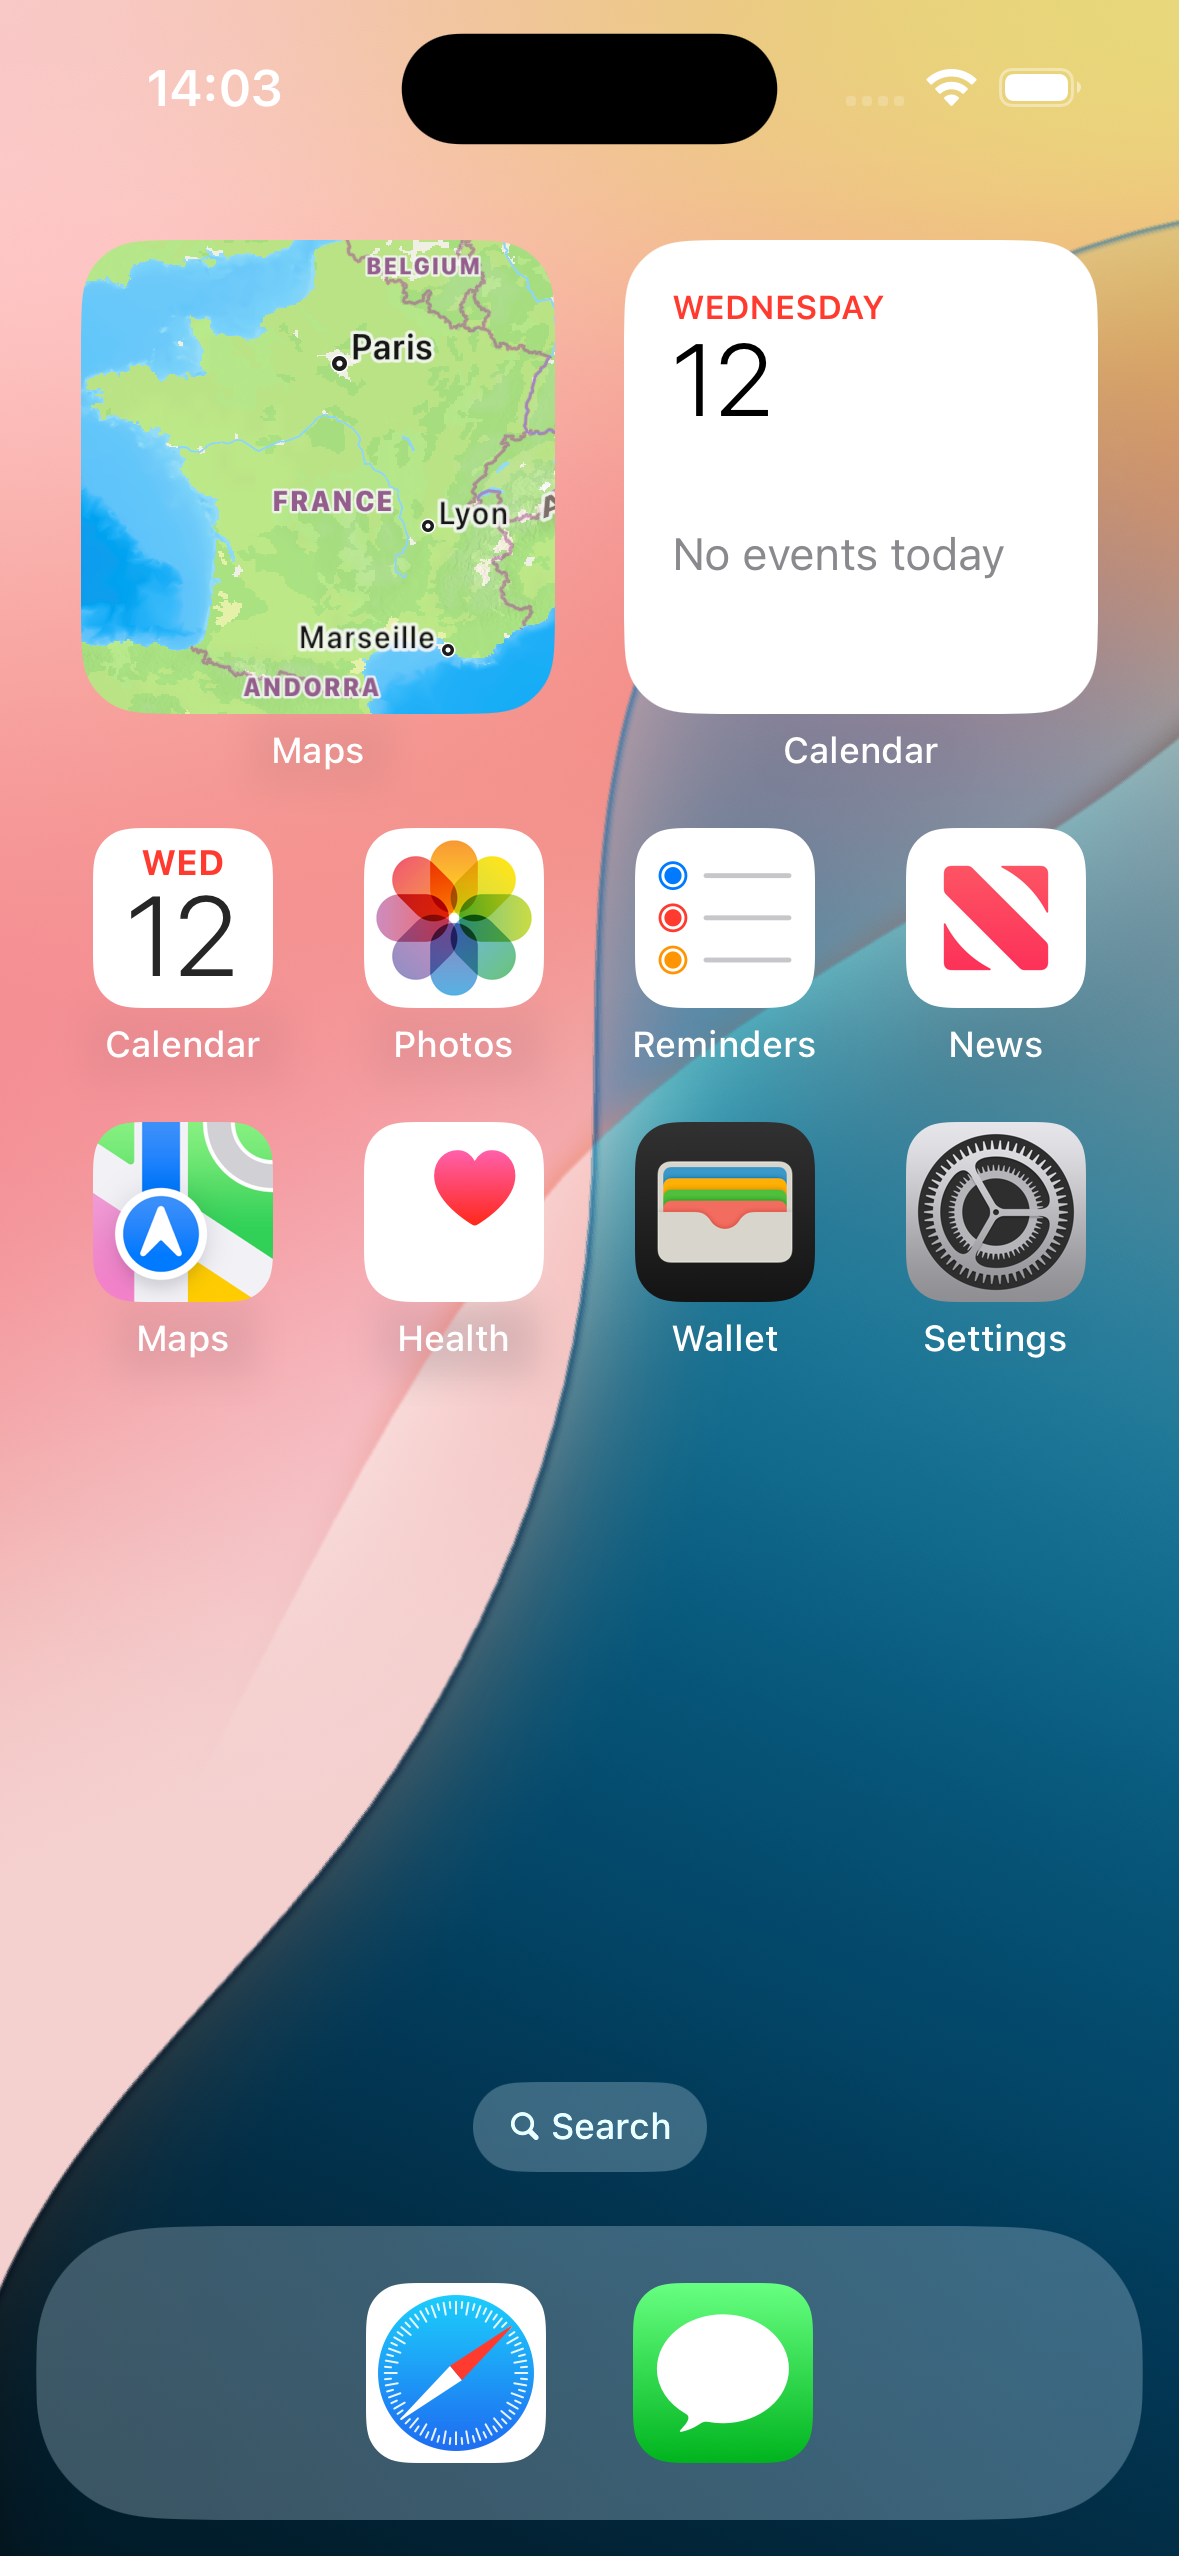 14:03
BELGIUM
Paris
FRANCE
Lyon
Marseille
ANDORRA
Maps
WEDNESDAY
12
No events today
Calendar
WED
12
Calendar
Photos
Reminders
News
Maps
Health
Wallet
Settings
Search